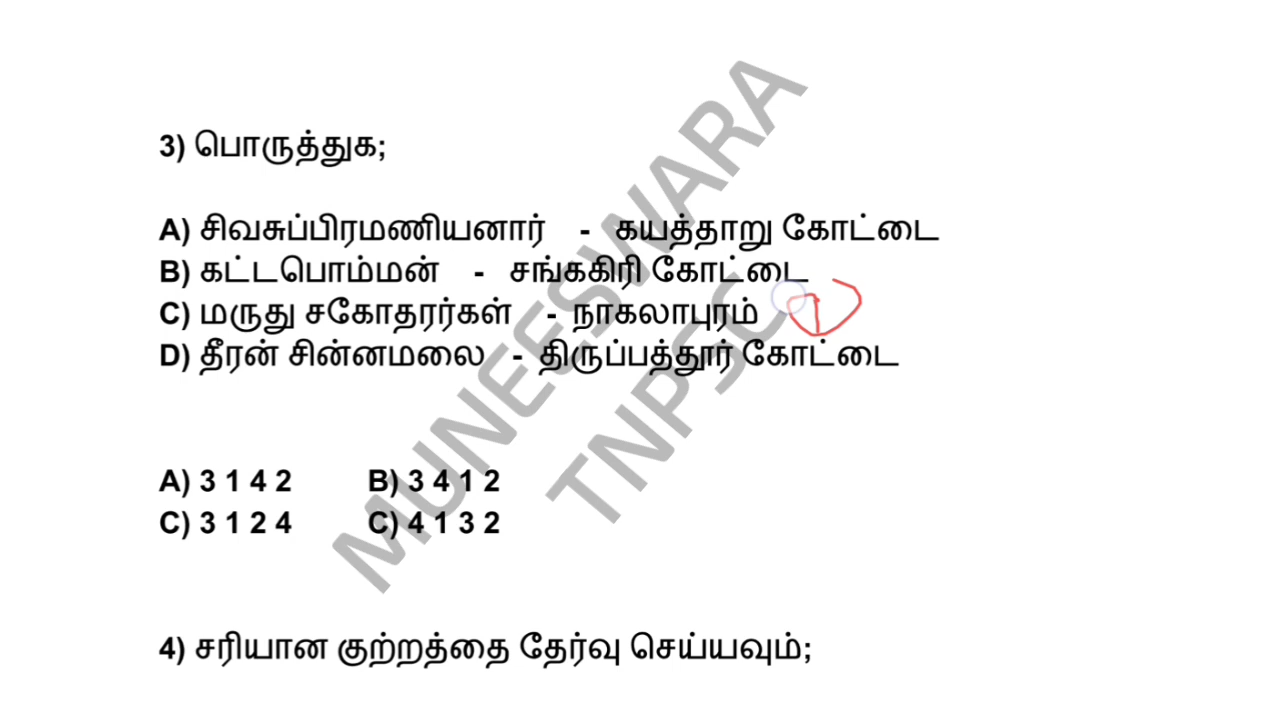 3) பொருத்துக;
A) சிவசுப்பிரமணியனார் - கயத்தாறு கோட்டை
B) கட்டபொம்மன் - சங்ககிரி கோட்டை
C) மருது சகோதரர்கள் - நாகலாபுரம் 1
D) தீரன் சின்னமலை - திருப்பத்தூர் கோட்டை
A) 3 1 4 2 B) 3 4 1 2
C) 3 1 2 4 C) 4 1 3 2
4) சரியான குற்றத்தை தேர்வு செய்யவும்;
MUNEESWARA
TNPSC